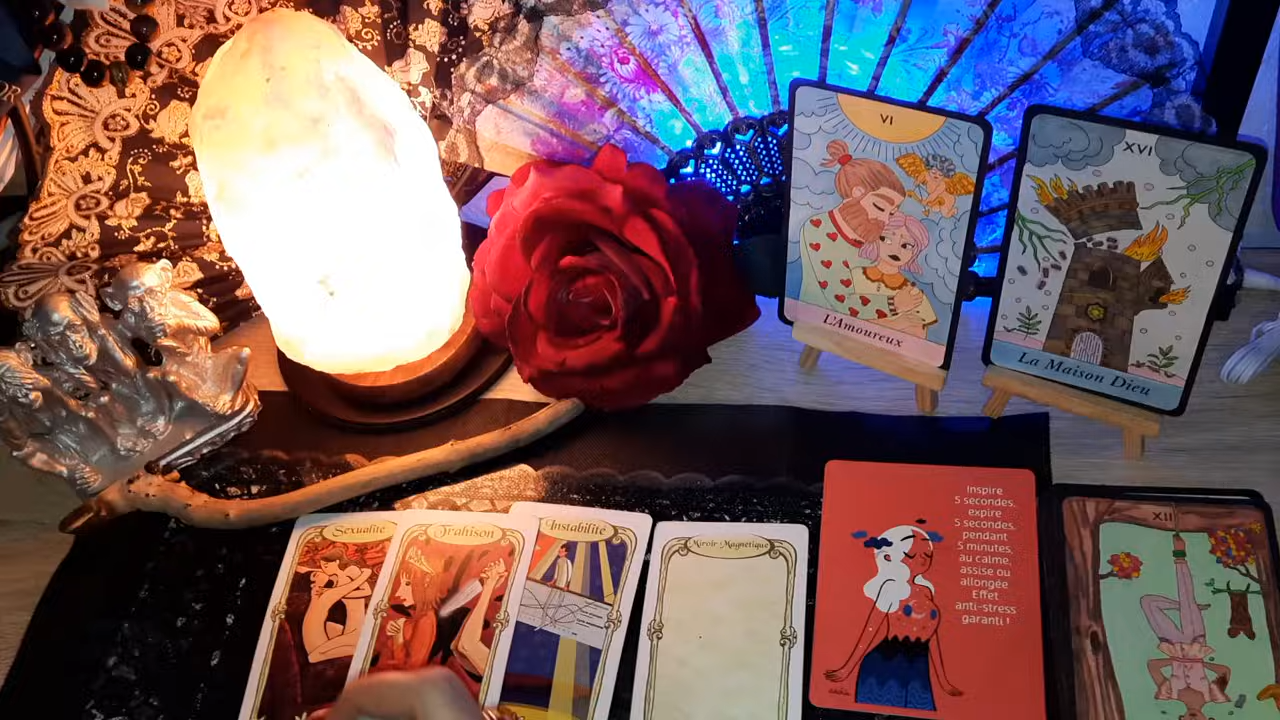 VI
L'Amoureux
XVI
La Maison Dieu
Sexualité
Trahison
Instabilité
Miroir Magnetique
Inspire
5 secondes,
expire
5 secondes,
pendant
5 minutes,
au calme,
assise ou
allongée
Effet
anti-stress
garanti !
XII